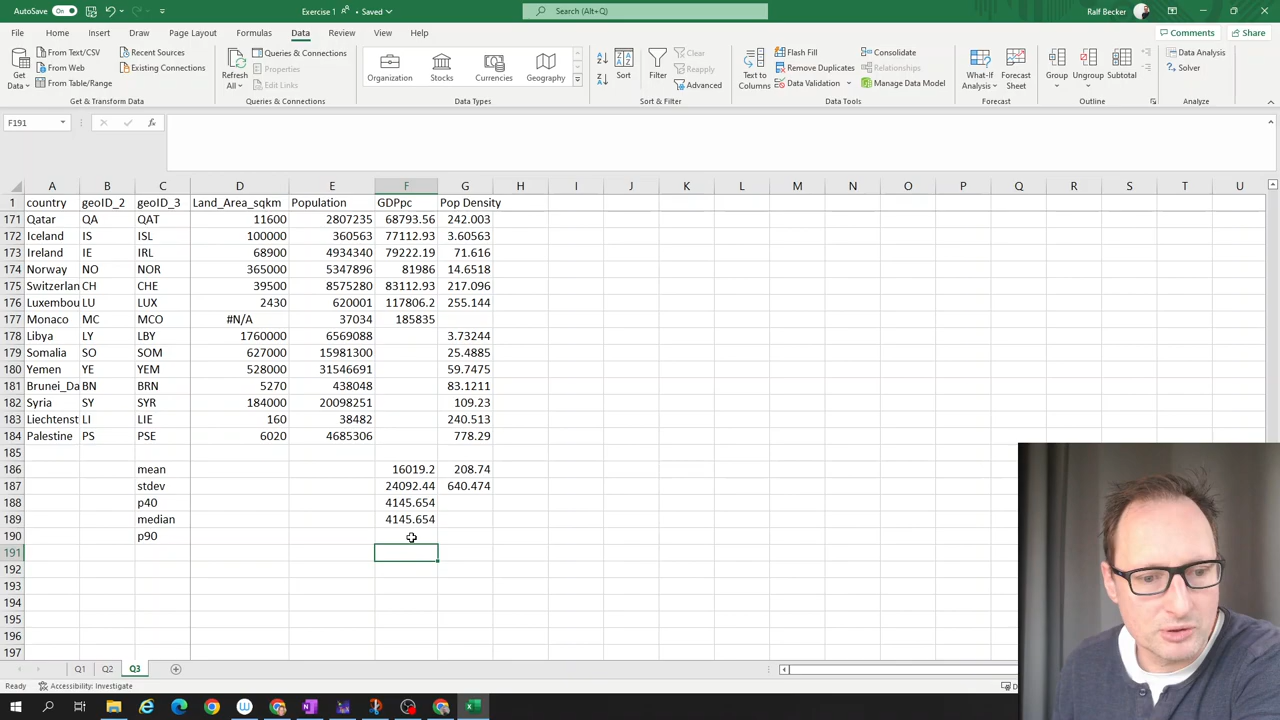 AutoSave On Exercise 1 • Saved Search (Alt+Q) Ralf Becker
File Home Insert Draw Page Layout Formulas Data Review View Help Comments Share
Get Data From Text/CSV From Web From Table/Range Recent Sources Existing Connections
Refresh All Queries & Connections Properties Edit Links
Organization Stocks Currencies Geography
Sort Filter Clear Reapply Advanced
Text to Columns Flash Fill Remove Duplicates Data Validation Consolidate Relationships Manage Data Model
What-If Analysis Forecast Sheet Group Ungroup Subtotal Data Analysis Solver
Get & Transform Data Queries & Connections Data Types Sort & Filter Data Tools Forecast Outline Analyze
F191 fx
A B C D E F G H I J K L M N O P Q R S T U
1 country geoID_2 geoID_3 Land_Area_sqkm Population GDPpc Pop Density
171 Qatar QA QAT 11600 2807235 68793.56 242.003
172 Iceland IS ISL 100000 360563 77112.93 3.60563
173 Ireland IE IRL 68900 4934340 79222.19 71.616
174 Norway NO NOR 365000 5347896 81986 14.6518
175 Switzerlan CH CHE 39500 8575280 83112.93 217.096
176 Luxembou LU LUX 2430 620001 117806.2 255.144
177 Monaco MC MCO #N/A 37034 185835
178 Libya LY LBY 1760000 6569088 3.73244
179 Somalia SO SOM 627000 15981300 25.4885
180 Yemen YE YEM 528000 31546691 59.7475
181 Brunei_Da BN BRN 5270 438048 83.1211
182 Syria SY SYR 184000 20098251 109.23
183 Liechtenst LI LIE 160 38482 240.513
184 Palestine PS PSE 6020 4685306 778.29
185
186 mean 16019.2 208.74
187 stdev 24092.44 640.474
188 p40 4145.654
189 median 4145.654
190 p90
191
192
193
194
195
196
197
Q1 Q2 Q3
Ready Accessibility: Investigate